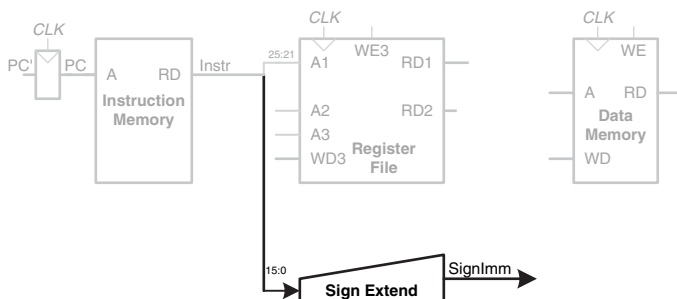 CLK
CLK
CLK
PC'
PC
A
RD
Instruction
Memory
Instr
25:21
WE3
A1
RD1
A2
RD2
A3
WD3
Register
File
WE
A
RD
Data
Memory
WD
15:0
Sign Extend
SignImm